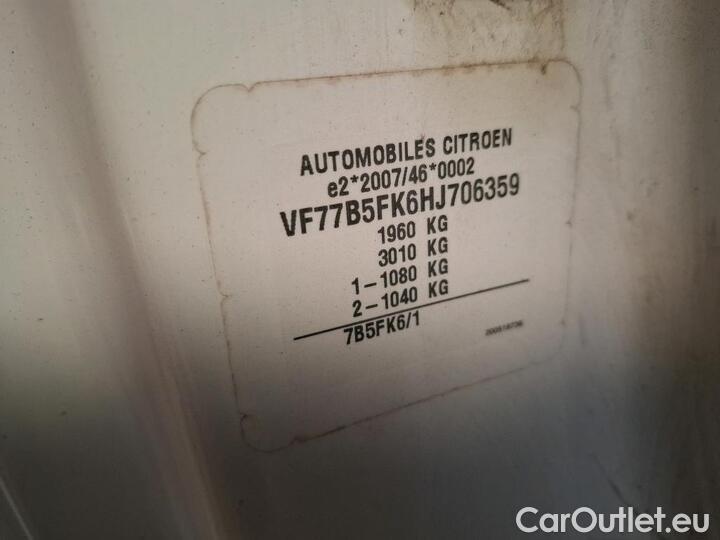 AUTOMOBILES CITROEN
e2*2007/46*0002
VF77B5FK6HJ706359
1960 KG
3010 KG
1-1080 KG
2-1040 KG
7B5FK6/1
CarOutlet.eu